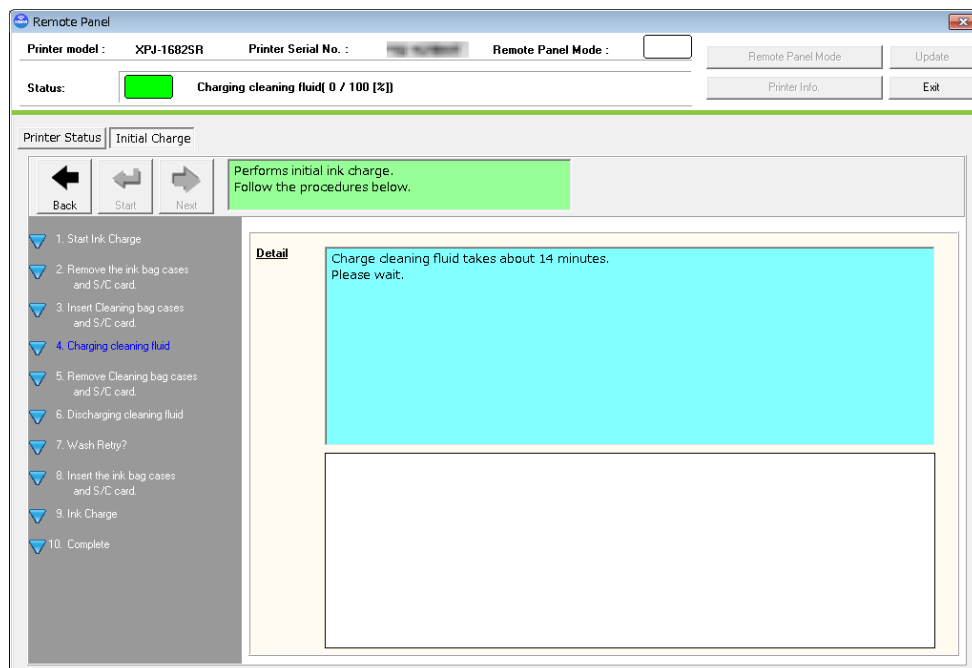 Remote Panel
Printer model : XPJ-1682SR Printer Serial No. : Remote Panel Mode :
Remote Panel Mode Update
Status: Charging cleaning fluid( 0 / 100 [%])
Printer Info. Exit
Printer Status Initial Charge
Back Start Next
Performs initial ink charge.
Follow the procedures below.
1. Start Ink Charge
2. Remove the ink bag cases
and S/C card.
3. Insert Cleaning bag cases
and S/C card.
4. Charging cleaning fluid
5. Remove Cleaning bag cases
and S/C card.
6. Discharging cleaning fluid
7. Wash Retry?
8. Insert the ink bag cases
and S/C card.
9. Ink Charge
10. Complete
Detail
Charge cleaning fluid takes about 14 minutes.
Please wait.